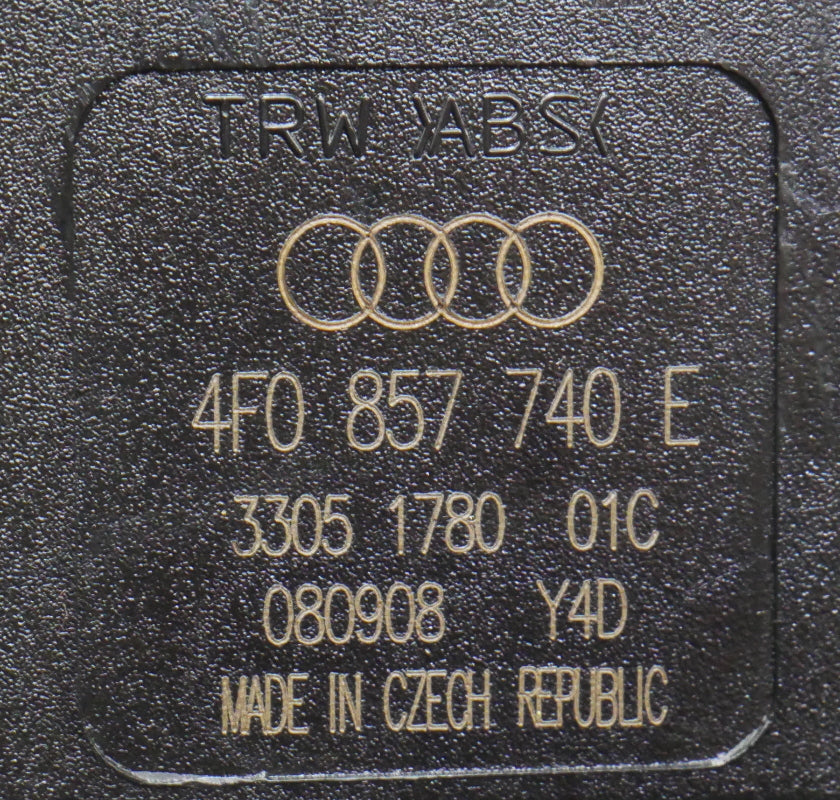 TRW >ABS<
4F0 857 740 E
3305 1780 01C
080908 Y4D
MADE IN CZECH REPUBLIC